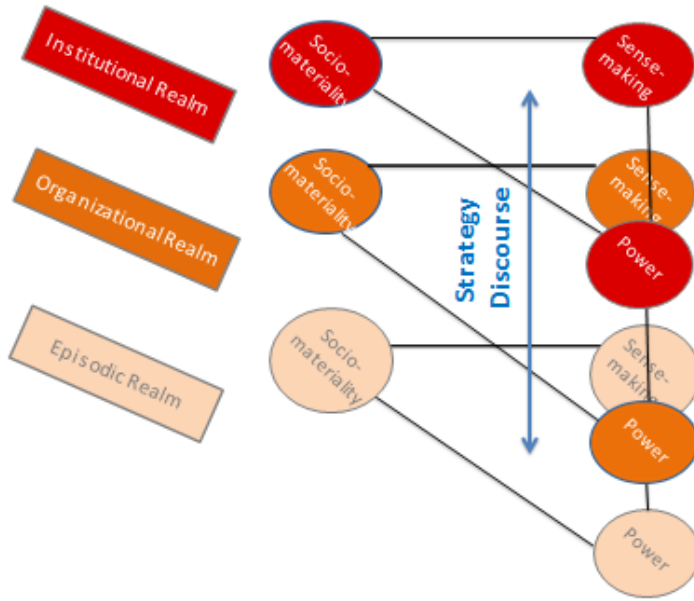 Institutional Realm
Socio-
materiality
Sense-
making
Organizational Realm
Socio-
materiality
Sense-
making
Power
Strategy
Discourse
Episodic Realm
Socio-
materiality
Sense-
making
Power
Power